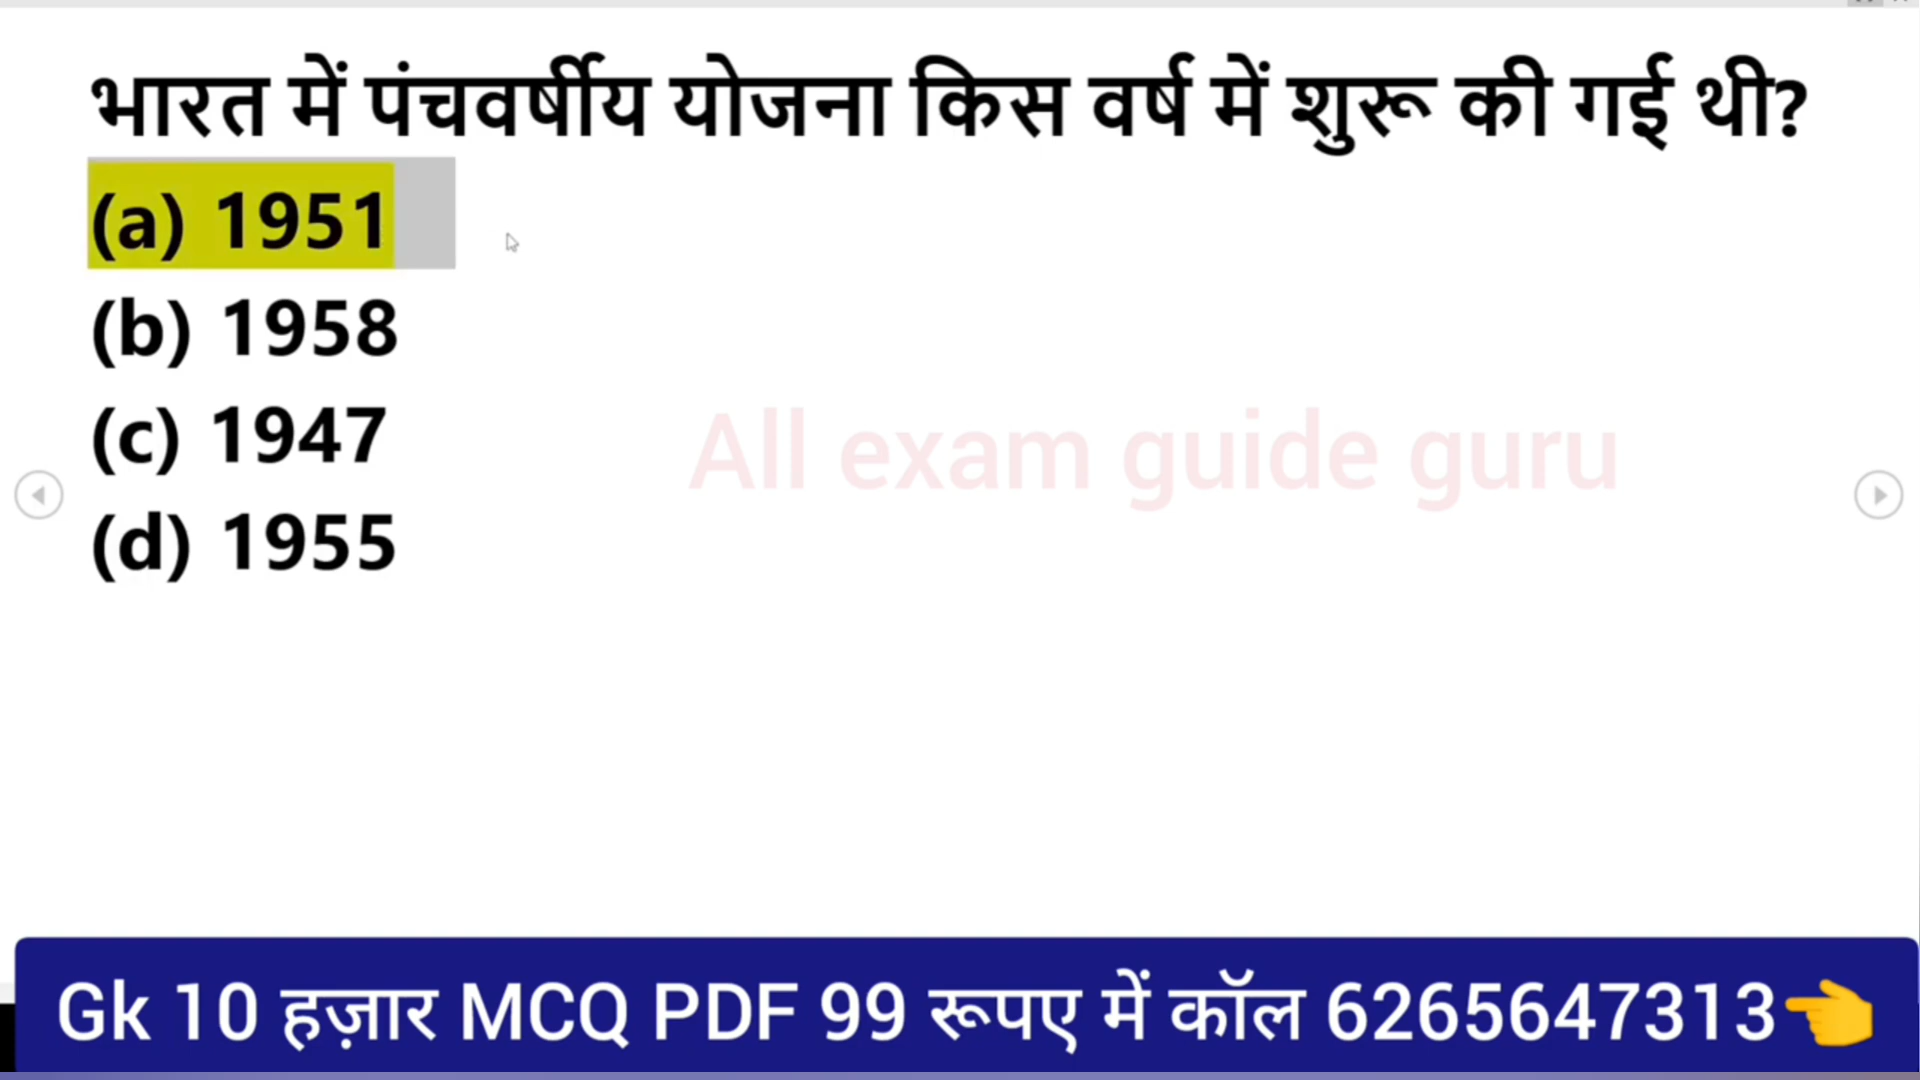 भारत में पंचवर्षीय योजना किस वर्ष में शुरू की गई थी?
(a) 1951
(b) 1958
(c) 1947
(d) 1955
All exam guide guru
Gk 10 हज़ार MCQ PDF 99 रूपए में कॉल 6265647313👈